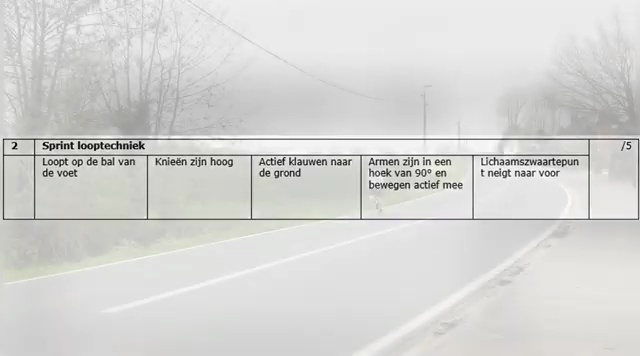 2 Sprint looptechniek /5
Loopt op de bal van
de voet
Knieën zijn hoog
Actief klauwen naar
de grond
Armen zijn in een
hoek van 90° en
bewegen actief mee
Lichaamszwaartepun
t neigt naar voor